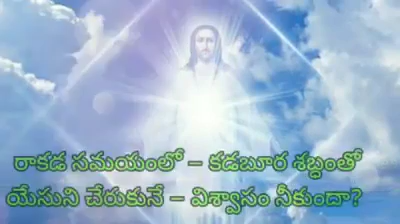 రాకడ సమయంలో – కడబూర శబ్దంతో
యేసుని చేరుకునే – విశ్వాసం నీకుందా?